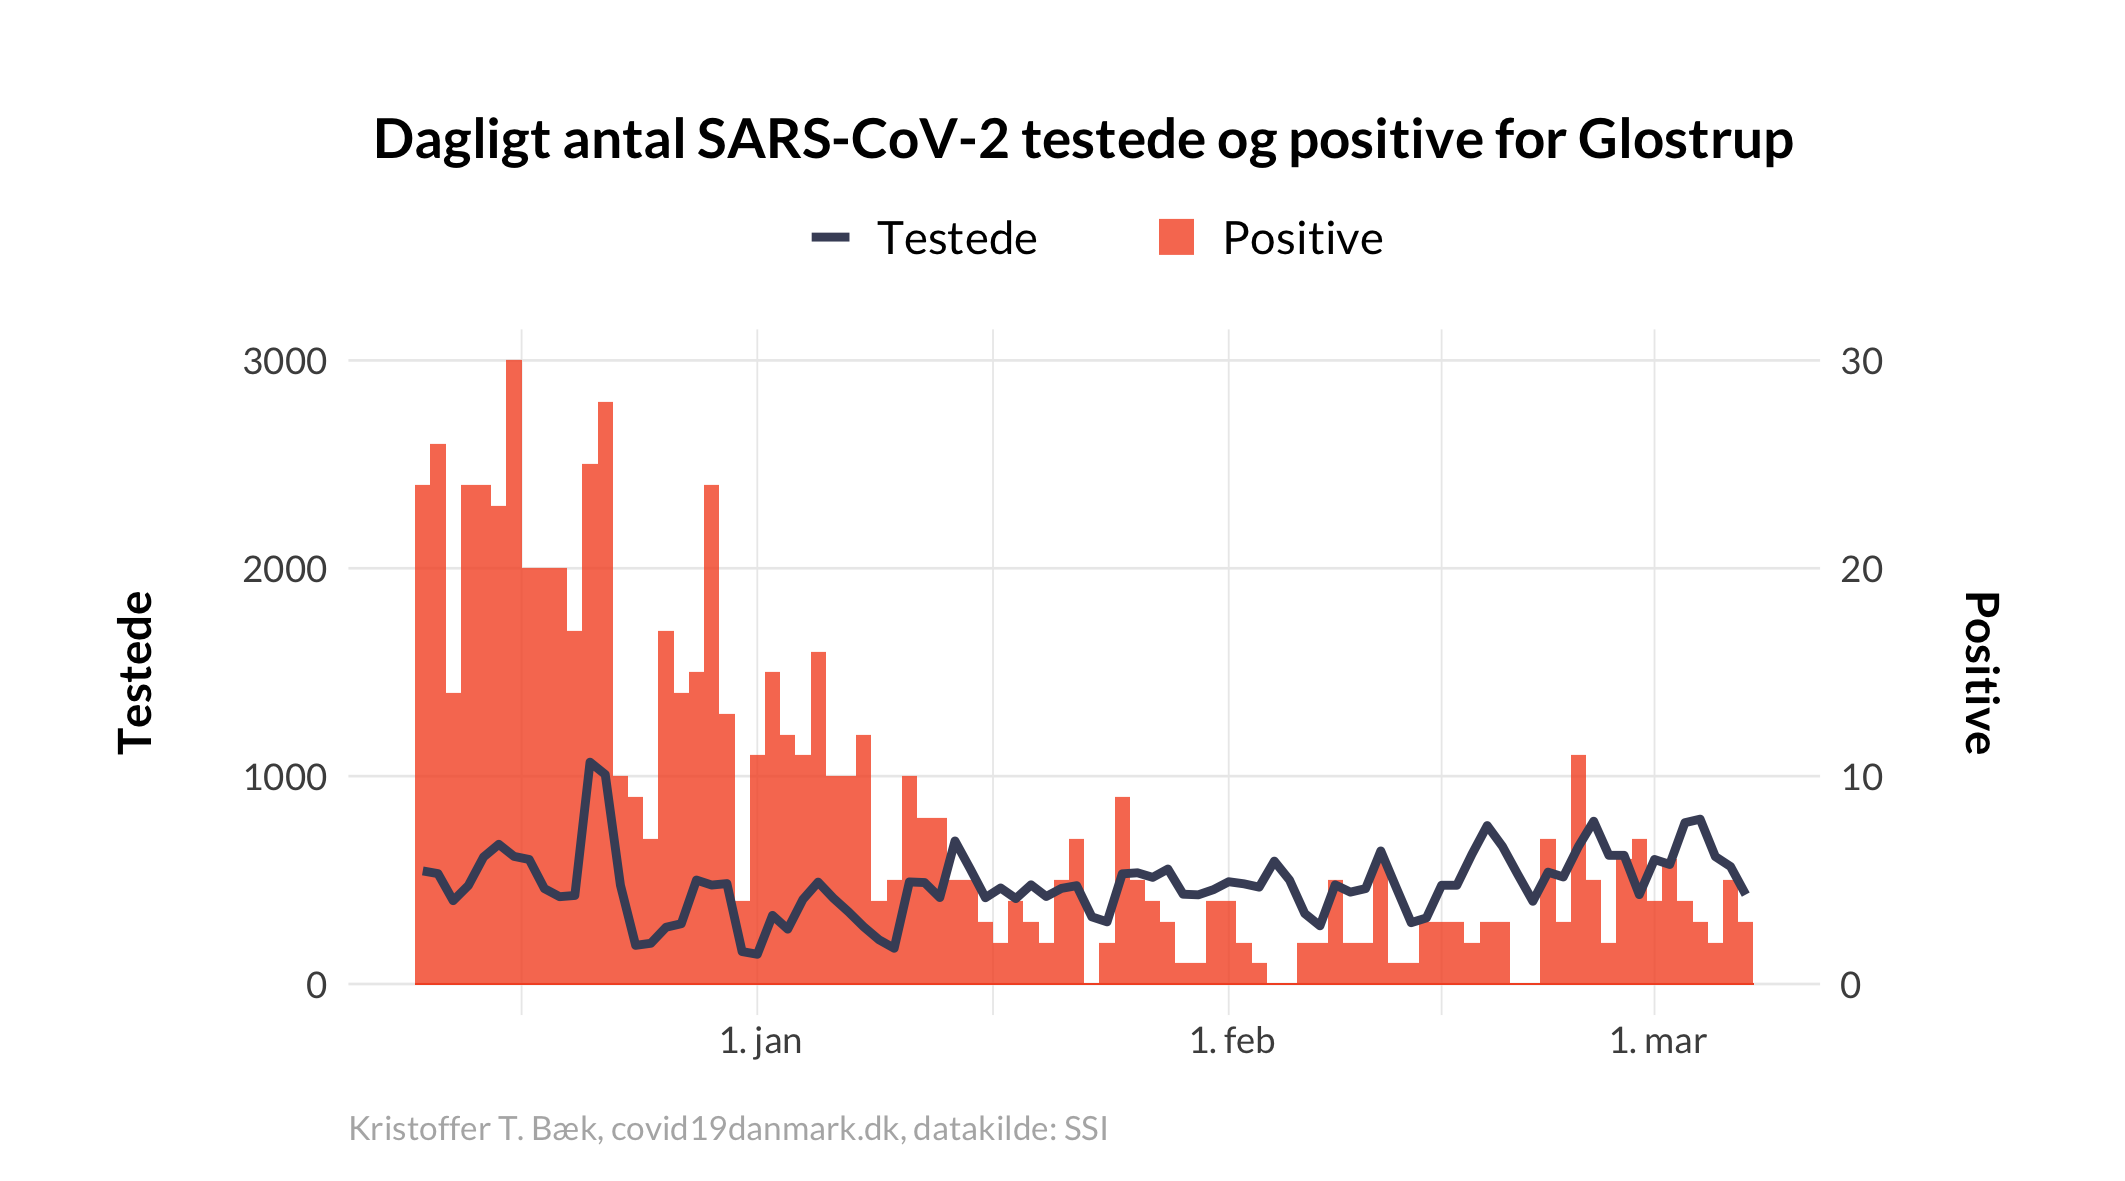 Dagligt antal SARS-CoV-2 testede og positive for Glostrup
Testede
Positive
3000
2000
1000
0
30
20
10
0
Testede
Positive
1. jan
1. feb
1. mar
Kristoffer T. Bæk, covid19danmark.dk, datakilde: SSI